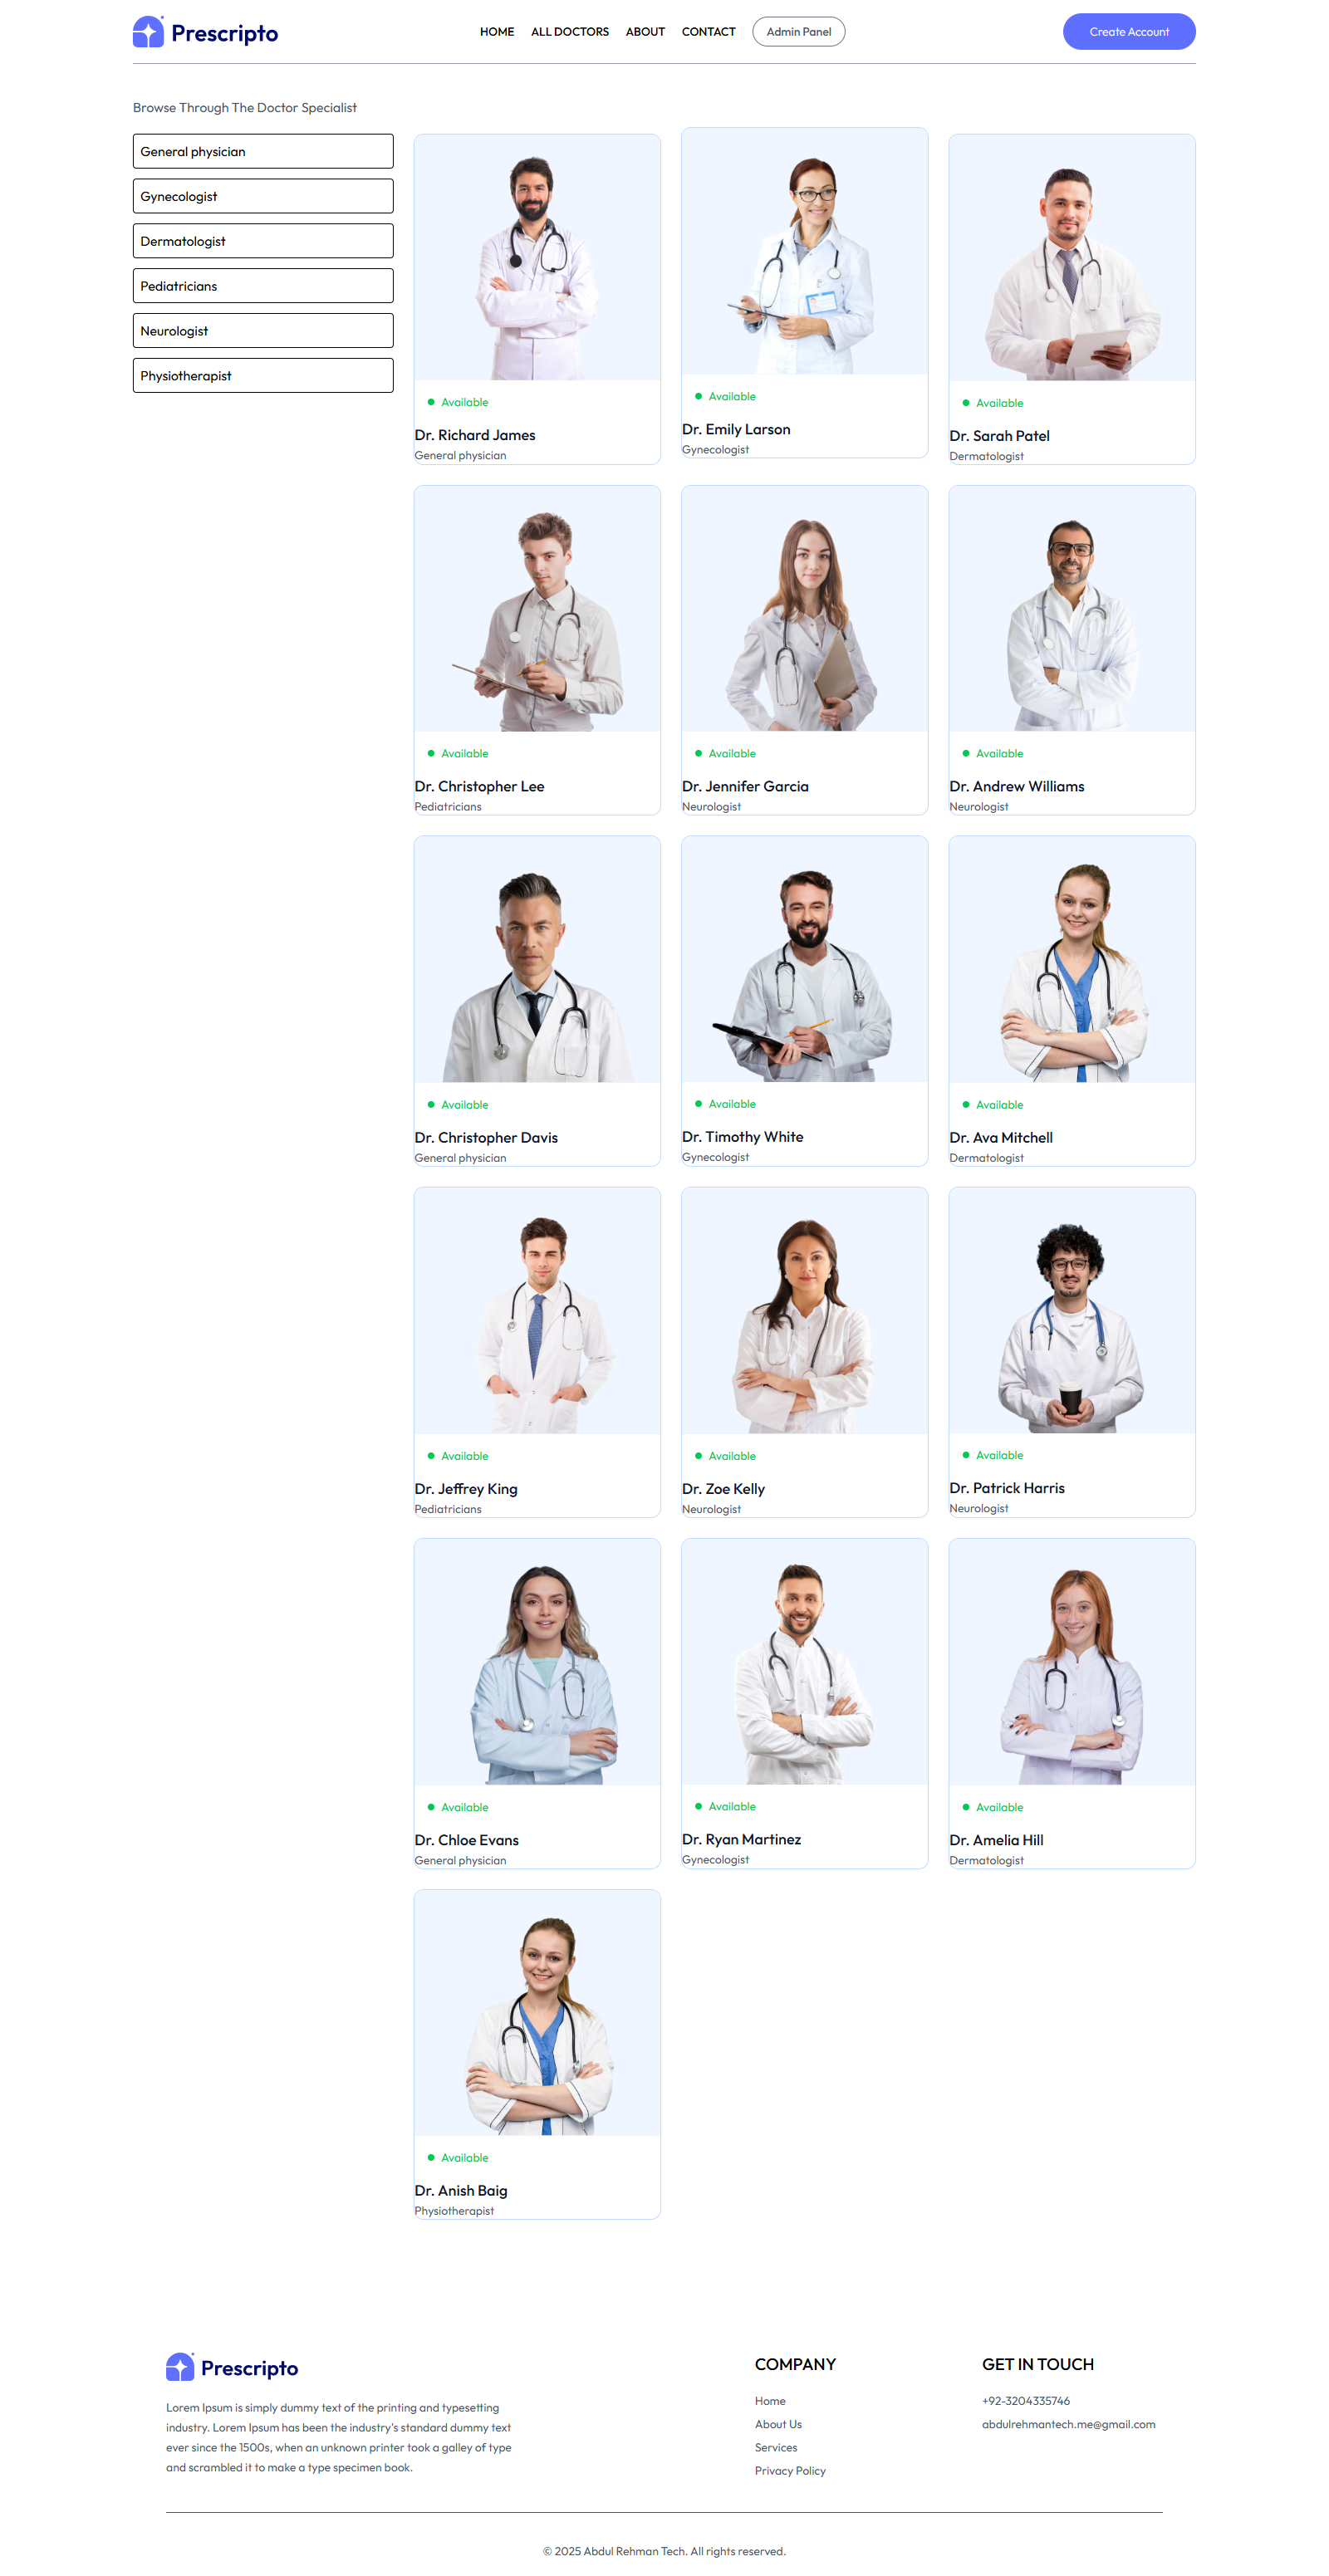 Prescripto
HOME
ALL DOCTORS
ABOUT
CONTACT
Admin Panel
Create Account
Browse Through The Doctor Specialist
General physician
Gynecologist
Dermatologist
Pediatricians
Neurologist
Physiotherapist
Available
Dr. Richard James
General physician
Available
Dr. Emily Larson
Gynecologist
Available
Dr. Sarah Patel
Dermatologist
Available
Dr. Christopher Lee
Pediatricians
Available
Dr. Jennifer Garcia
Neurologist
Available
Dr. Andrew Williams
Neurologist
Available
Dr. Christopher Davis
General physician
Available
Dr. Timothy White
Gynecologist
Available
Dr. Ava Mitchell
Dermatologist
Available
Dr. Jeffrey King
Pediatricians
Available
Dr. Zoe Kelly
Neurologist
Available
Dr. Patrick Harris
Neurologist
Available
Dr. Chloe Evans
General physician
Available
Dr. Ryan Martinez
Gynecologist
Available
Dr. Amelia Hill
Dermatologist
Available
Dr. Anish Baig
Physiotherapist
Prescripto
Lorem Ipsum is simply dummy text of the printing and typesetting
industry. Lorem Ipsum has been the industry's standard dummy text
ever since the 1500s, when an unknown printer took a galley of type
and scrambled it to make a type specimen book.
COMPANY
Home
About Us
Services
Privacy Policy
GET IN TOUCH
+92-3204335746
abdulrehmantech.me@gmail.com
© 2025 Abdul Rehman Tech. All rights reserved.